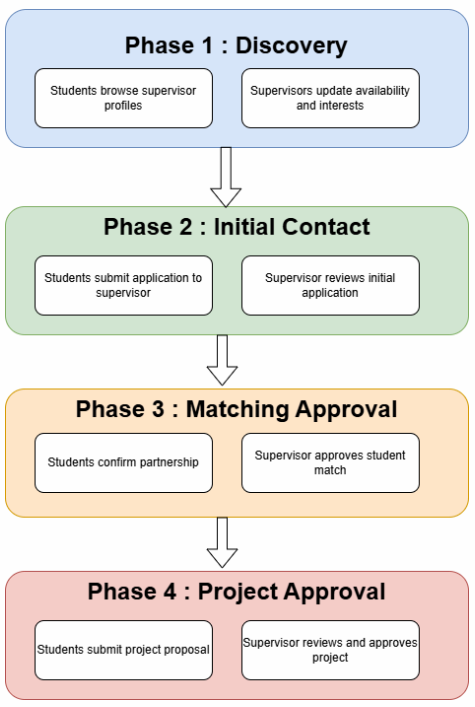 Phase 1 : Discovery
Students browse supervisor
profiles
Supervisors update availability
and interests
Phase 2 : Initial Contact
Students submit application to
supervisor
Supervisor reviews initial
application
Phase 3 : Matching Approval
Students confirm partnership
Supervisor approves student
match
Phase 4 : Project Approval
Students submit project proposal
Supervisor reviews and approves
project